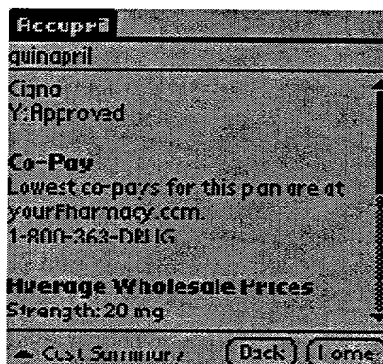 Accupril
quinapril
Cigna
Y:Approved
Co-Pay
Lowest co-pays for this plan are at
yourPharmacy.com.
1-800-363-DRUG
Average Wholesale Prices
Strength: 20 mg
Cost Summary
Back
Home